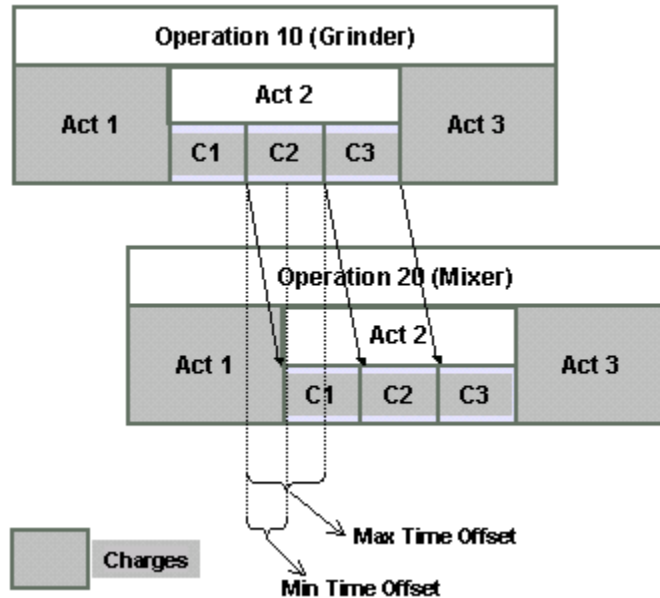 Operation 10 (Grinder)
Act 2
Act 1
Act 3
C1 C2 C3
Operation 20 (Mixer)
Act 2
Act 1
Act 3
C1 C2 C3
Max Time Offset
Charges
Min Time Offset